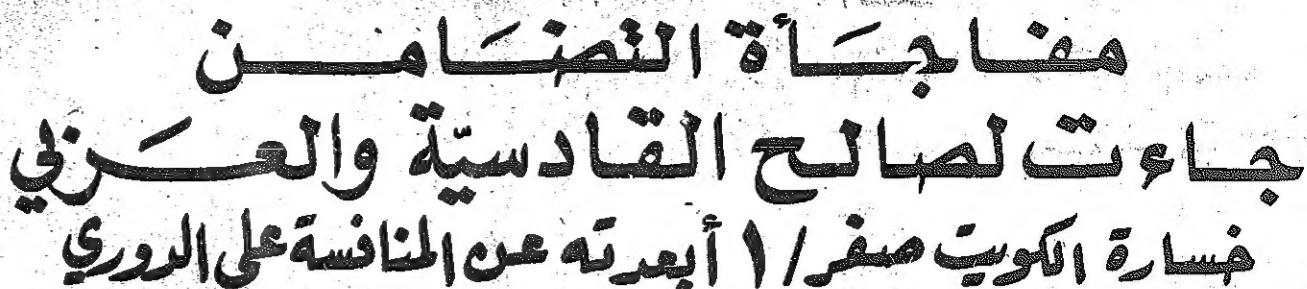 مفاجأة التضامن
جاءت لصالح القادسيّة والعربي
خسارة الكويت صفر/١ أبعدته عن المنافسة على الدوري